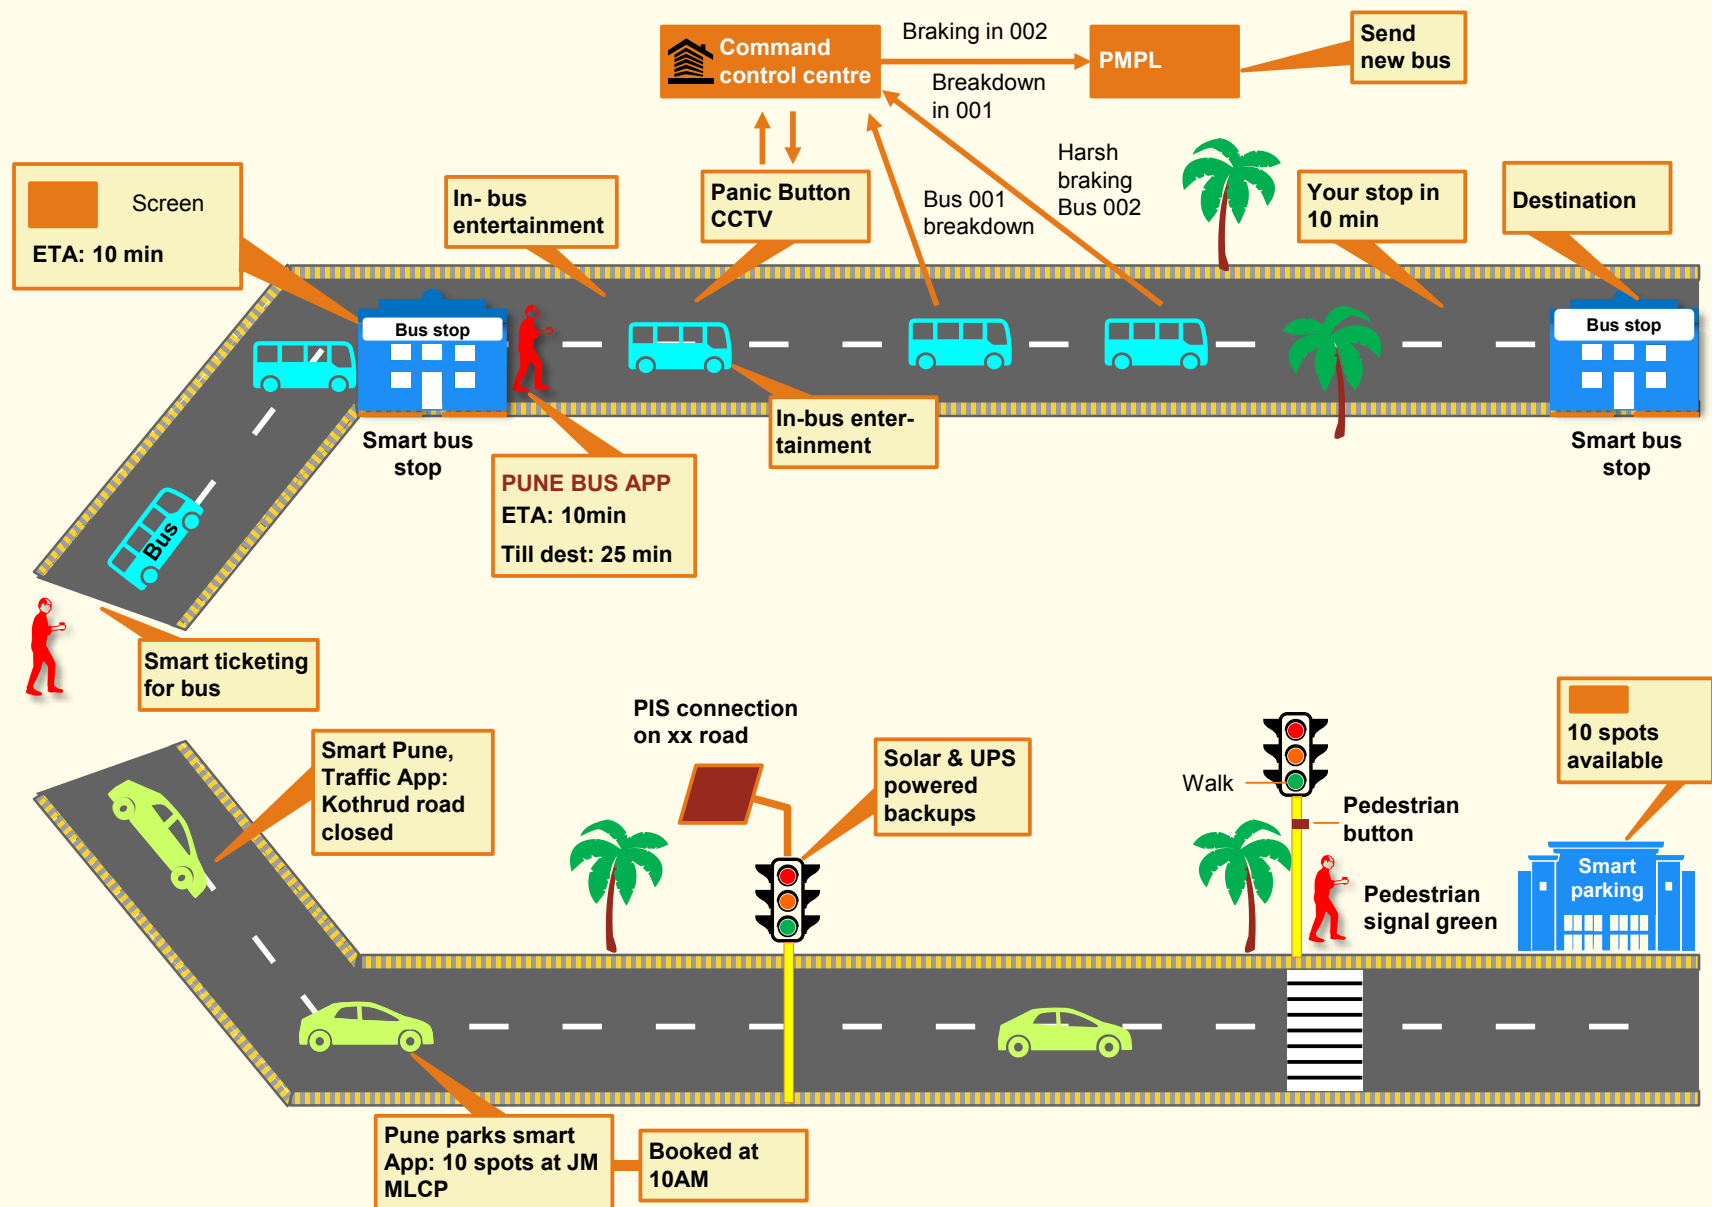 Command
control centre
Braking in 002
Breakdown
in 001
PMPL
Send
new bus
Screen
ETA: 10 min
In- bus
entertainment
Panic Button
CCTV
Bus 001
breakdown
Harsh
braking
Bus 002
Your stop in
10 min
Destination
Bus stop
Bus stop
Smart bus
stop
In-bus enter-
tainment
Smart bus
stop
PUNE BUS APP
ETA: 10min
Till dest: 25 min
Bus
Smart ticketing
for bus
Smart Pune,
Traffic App:
Kothrud road
closed
PIS connection
on xx road
Solar & UPS
powered
backups
Walk
Pedestrian
button
Pedestrian
signal green
10 spots
available
Smart
parking
Pune parks smart
App: 10 spots at JM
MLCP
Booked at
10AM